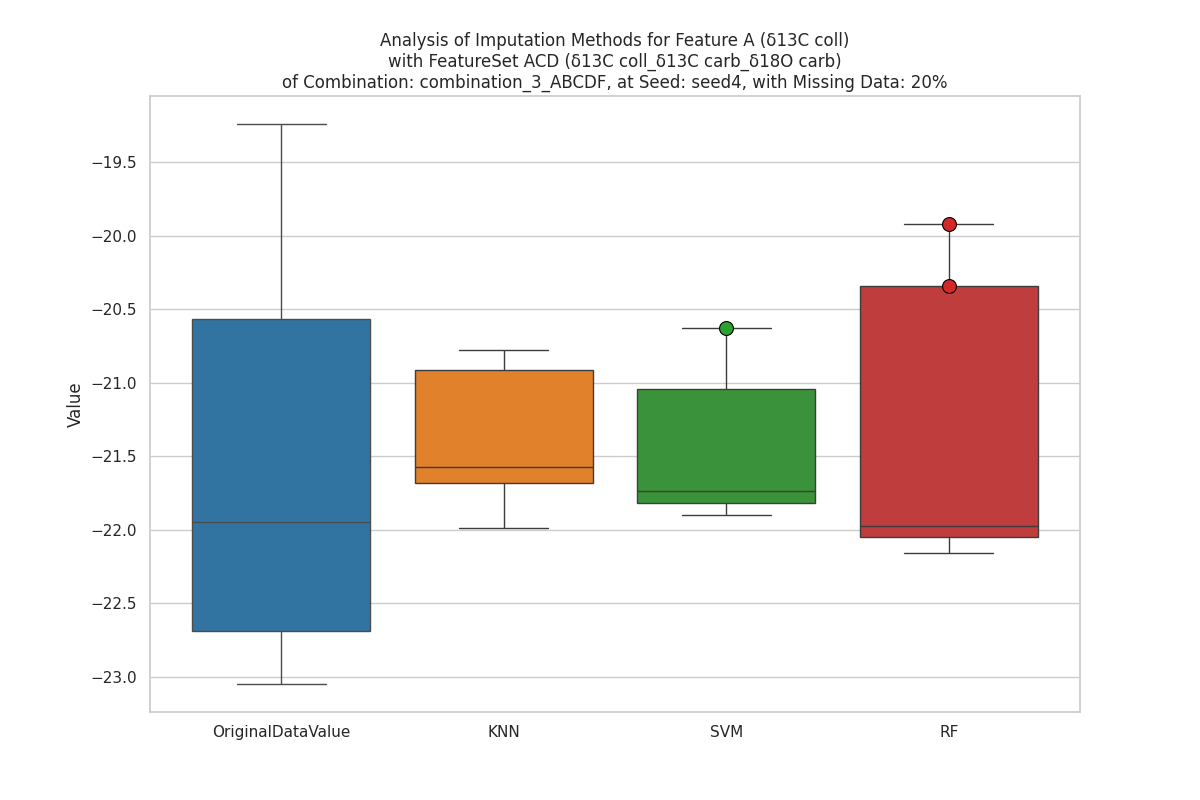 Analysis of Imputation Methods for Feature A (δ13C coll)
with FeatureSet ACD (δ13C coll_δ13C carb_δ18O carb)
of Combination: combination_3_ABCDF, at Seed: seed4, with Missing Data: 20%
−19.5
−20.0
−20.5
−21.0
−21.5
−22.0
−22.5
−23.0
Value
OriginalDataValue
KNN
SVM
RF